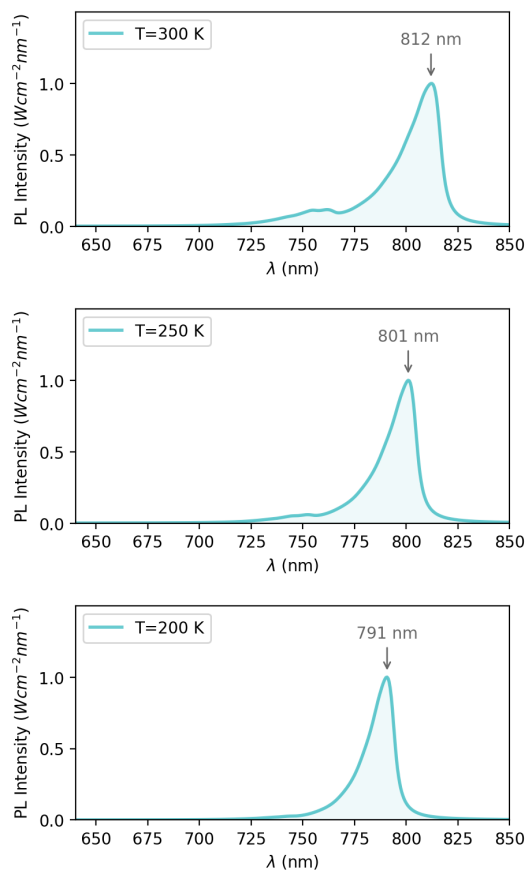 T=300 K
812 nm
PL Intensity (Wcm⁻²nm⁻¹)
1.0
0.5
0.0
650 675 700 725 750 775 800 825 850
λ (nm)
T=250 K
801 nm
PL Intensity (Wcm⁻²nm⁻¹)
1.0
0.5
0.0
650 675 700 725 750 775 800 825 850
λ (nm)
T=200 K
791 nm
PL Intensity (Wcm⁻²nm⁻¹)
1.0
0.5
0.0
650 675 700 725 750 775 800 825 850
λ (nm)